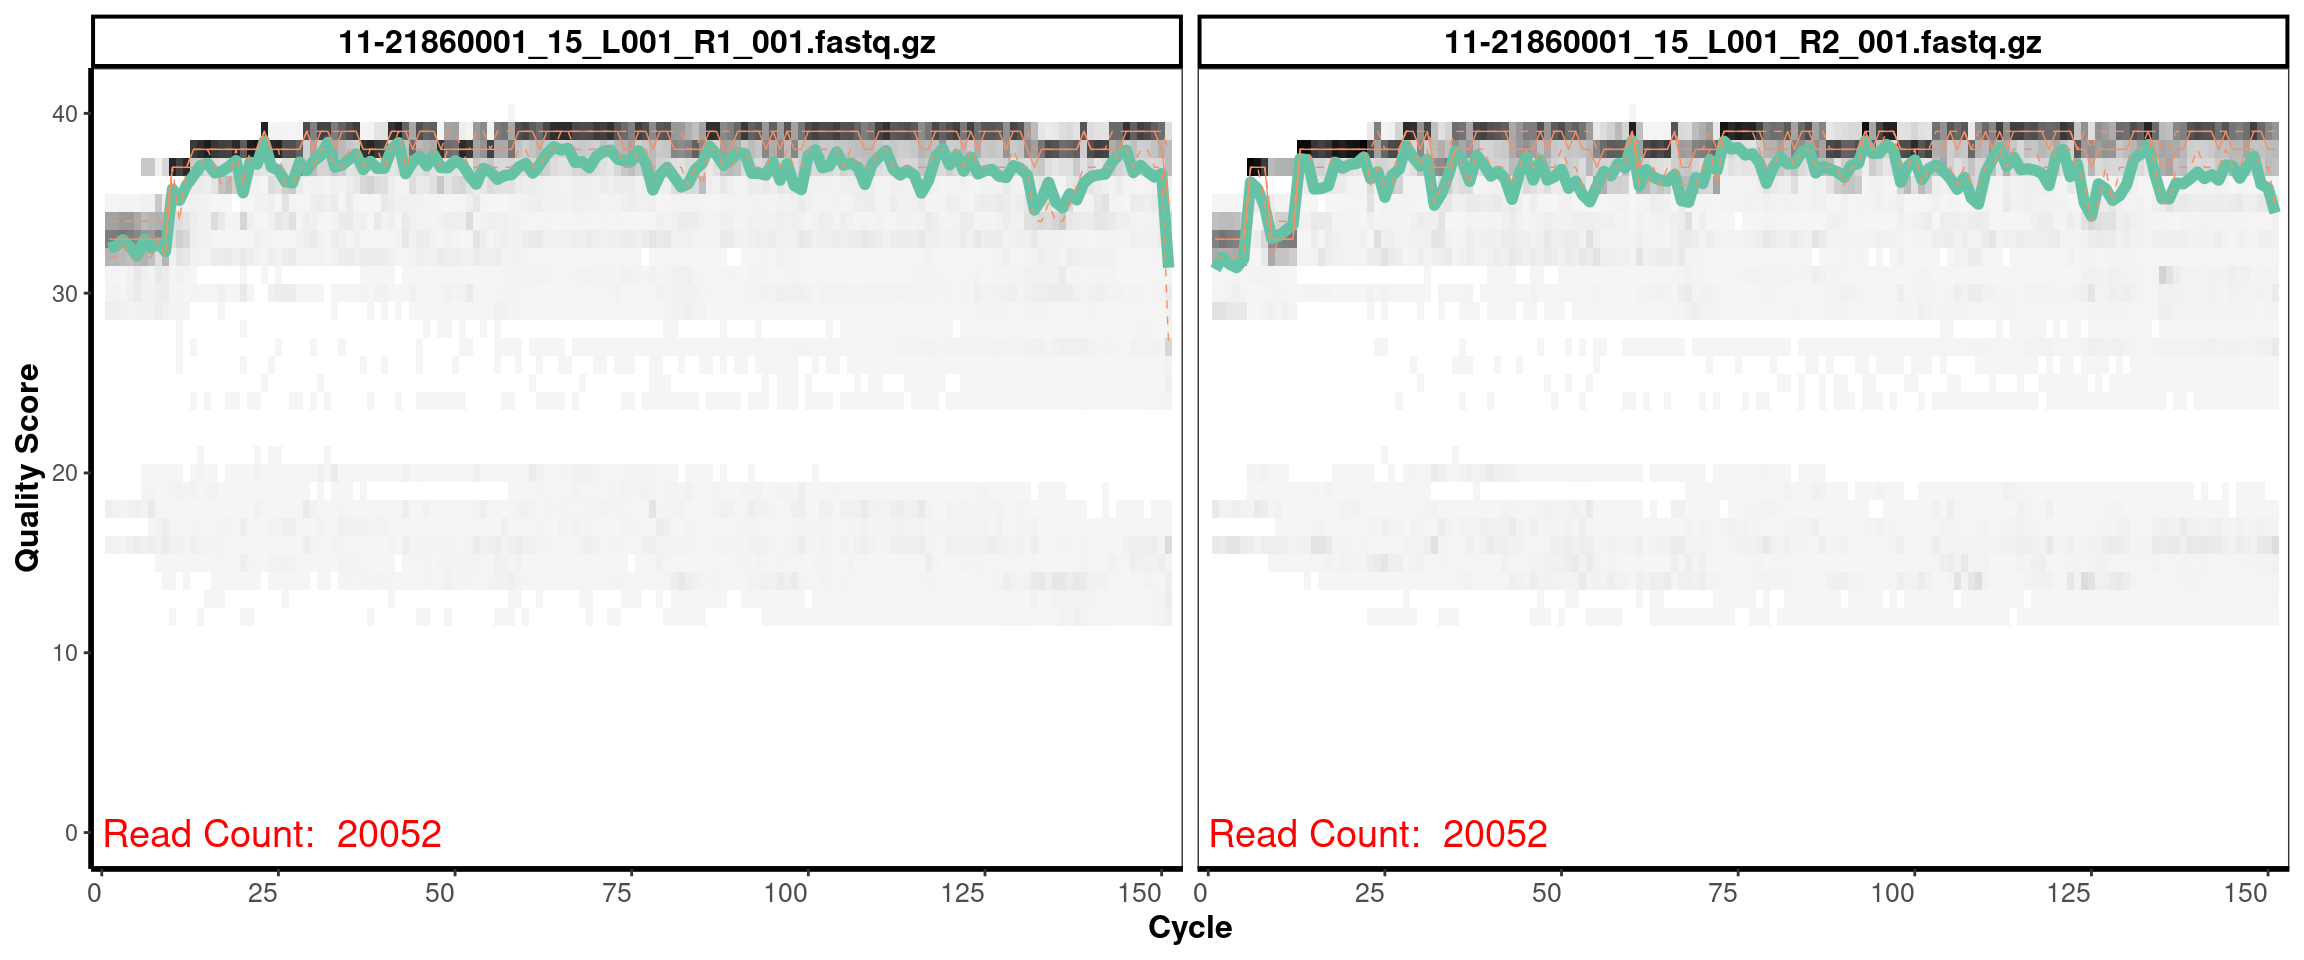 11-21860001_15_L001_R1_001.fastq.gz
11-21860001_15_L001_R2_001.fastq.gz
Quality Score
40
30
20
10
0
Read Count: 20052
Read Count: 20052
0 25 50 75 100 125 150
0 25 50 75 100 125 150
Cycle